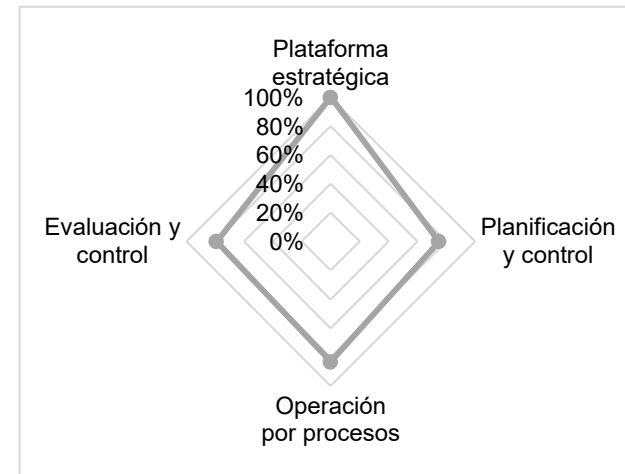 Plataforma
estratégica
100%
80%
60%
40%
20%
0%
Evaluación y
control
Planificación
y control
Operación
por procesos